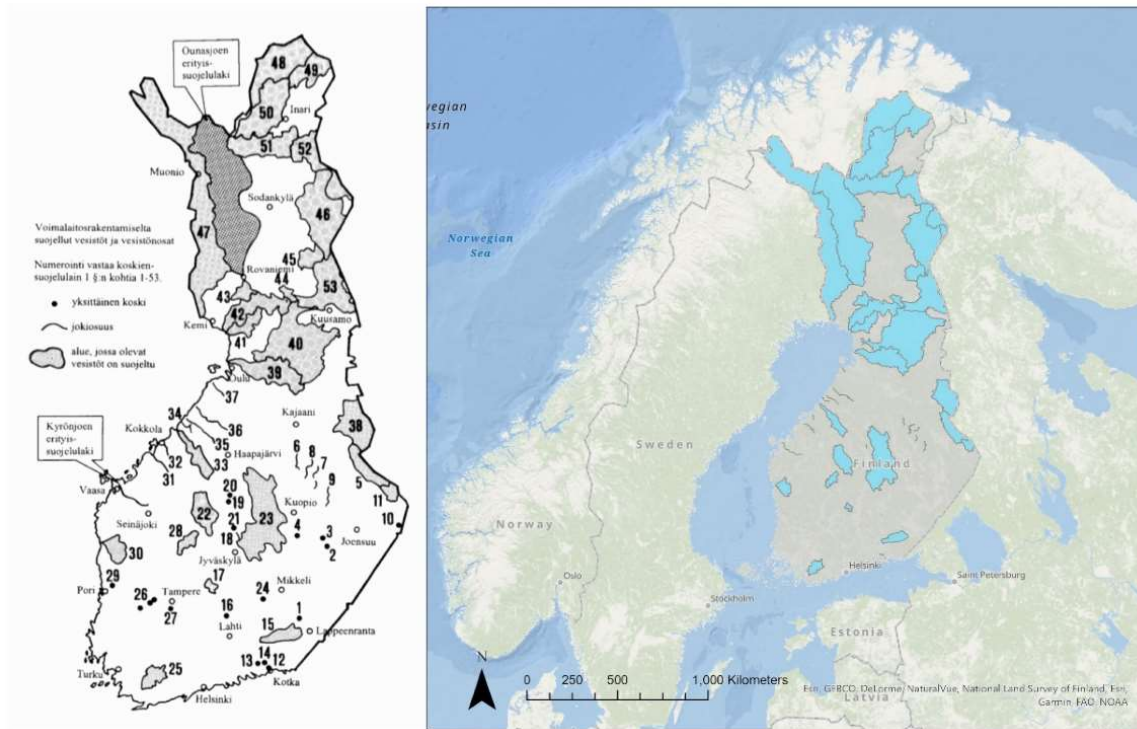 Ounasjoen
erityis-
suojelulaki
48
49
50
Inari
51
52
Muonio
Sodankylä
46
Voimalaitosrakentamiselta
suojellut vesistöt ja vesistönosat
47
Numerointi vastaa koskien-
suojelulain 1 §:n kohtia 1-53.
45
Rovaniemi
44
53
yksittäinen koski
43
42
Kuusamo
jokiosuus
Kemi
41
40
alue, jossa olevat
vesistöt on suojeltu
39
Oulu
37
34
Kajaani
38
Kyrönjoen
erityis-
suojelulaki
Kokkola
36
35
6
8
7
Haapajärvi
32
33
9
5
31
Vaasa
20
19
11
Kuopio
22
23
10
Seinäjoki
21
4
3
28
18
Joensuu
30
Jyväskylä
2
29
17
Mikkeli
24
Pori
26
Tampere
16
1
27
Lahti
15
Lappeenranta
25
14
13
12
Turku
Kotka
Helsinki
wegian
sin
Norwegian
Sea
Sweden
Finland
Norway
Helsinki
Oslo
Saint Petersburg
Stockholm
Estonia
N
0 250 500 1,000 Kilometers
Latvia
Esri, GEBCO, DeLorme, NaturalVue, National Land Survey of Finland, Esri,
Garmin, FAO, NOAA